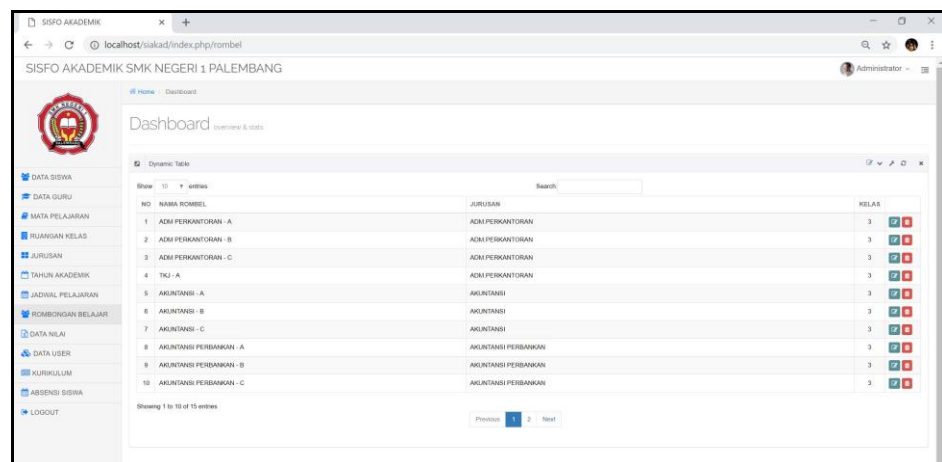 SISFO AKADEMIK
localhost/siakad/index.php/rombel
SISFO AKADEMIK SMK NEGERI 1 PALEMBANG
Administrator
Home / Dashboard
Dashboard overview & stats
Dynamic Table
DATA SISWA
DATA GURU
MATA PELAJARAN
RUANGAN KELAS
JURUSAN
TAHUN AKADEMIK
JADWAL PELAJARAN
ROMBONGAN BELAJAR
DATA NILAI
DATA USER
KURIKULUM
ABSENSI SISWA
LOGOUT
Show 10 entries Search:
NO NAMA ROMBEL JURUSAN KELAS
1 ADM PERKANTORAN - A ADM.PERKANTORAN 3
2 ADM PERKANTORAN - B ADM.PERKANTORAN 3
3 ADM PERKANTORAN - C ADM.PERKANTORAN 3
4 TKJ - A ADM.PERKANTORAN 3
5 AKUNTANSI - A AKUNTANSI 3
6 AKUNTANSI - B AKUNTANSI 3
7 AKUNTANSI - C AKUNTANSI 3
8 AKUNTANSI PERBANKAN - A AKUNTANSI PERBANKAN 3
9 AKUNTANSI PERBANKAN - B AKUNTANSI PERBANKAN 3
10 AKUNTANSI PERBANKAN - C AKUNTANSI PERBANKAN 3
Showing 1 to 10 of 15 entries
Previous 1 2 Next